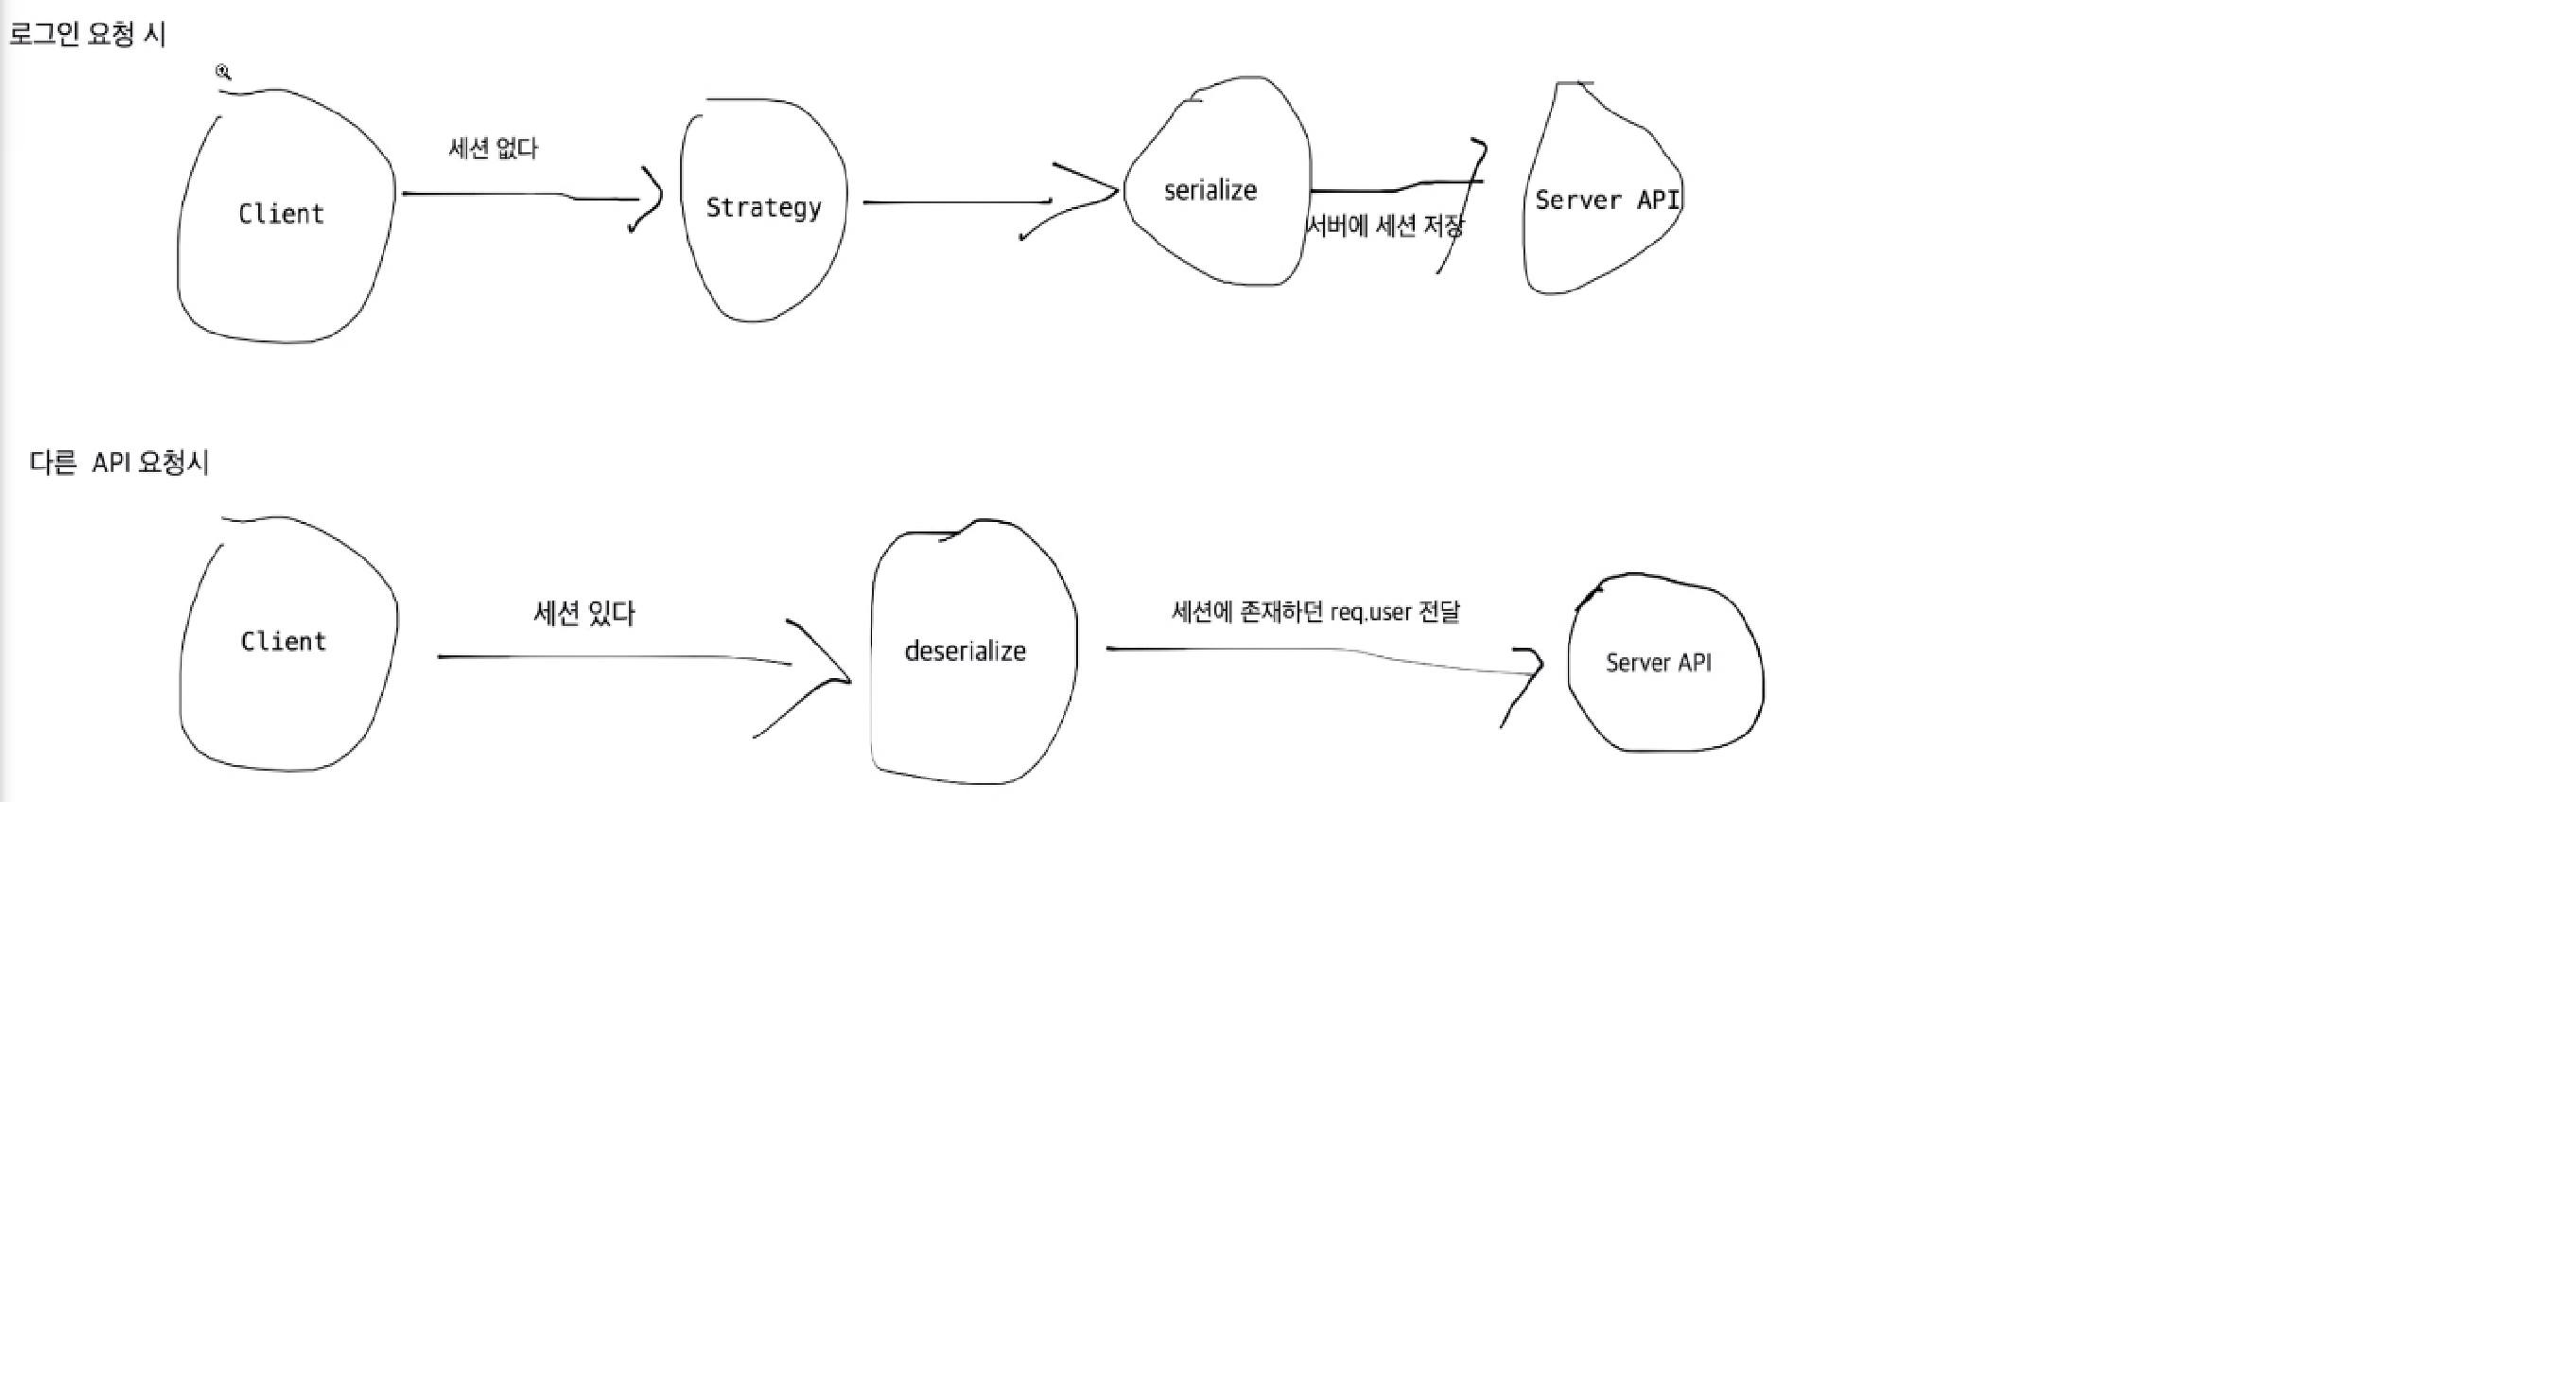 로그인 요청 시
세션 없다
Client
Strategy
serialize
서버에 세션 저장
Server API
다른 API 요청시
세션 있다
Client
deserialize
세션에 존재하던 req.user 전달
Server API